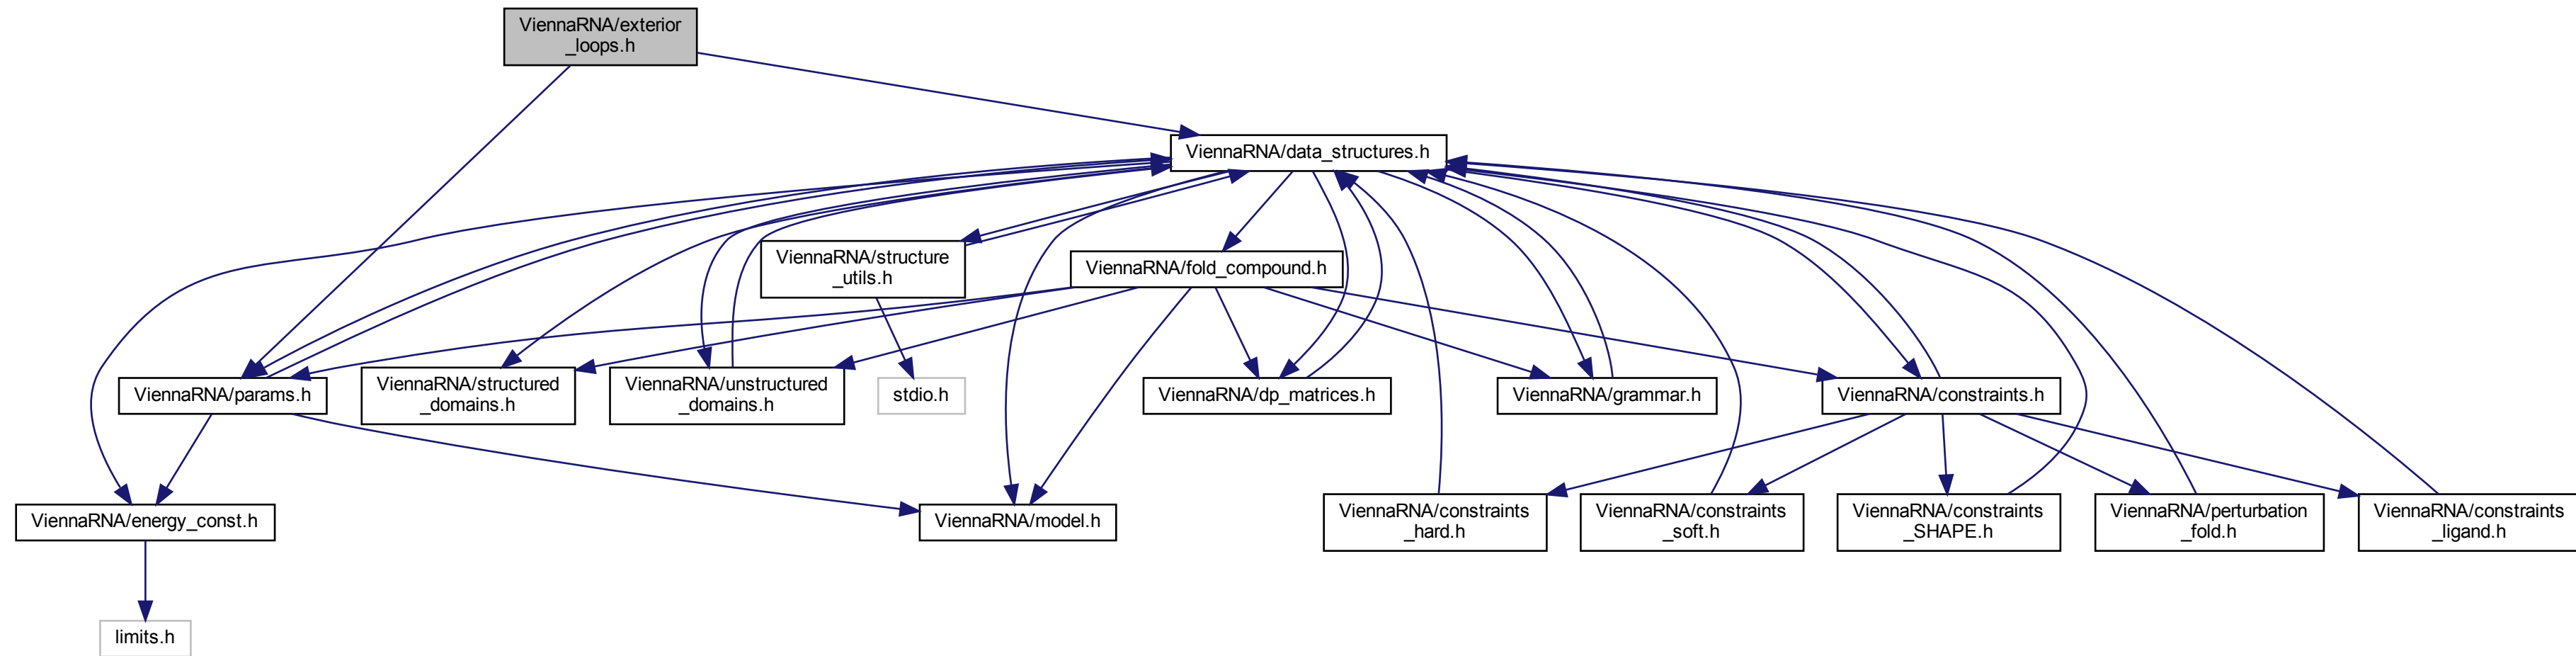 ViennaRNA/exterior
_loops.h
ViennaRNA/data_structures.h
ViennaRNA/structure
_utils.h
ViennaRNA/fold_compound.h
ViennaRNA/params.h
ViennaRNA/structured
_domains.h
ViennaRNA/unstructured
_domains.h
stdio.h
ViennaRNA/dp_matrices.h
ViennaRNA/grammar.h
ViennaRNA/constraints.h
ViennaRNA/energy_const.h
ViennaRNA/model.h
ViennaRNA/constraints
_hard.h
ViennaRNA/constraints
_soft.h
ViennaRNA/constraints
_SHAPE.h
ViennaRNA/perturbation
_fold.h
ViennaRNA/constraints
_ligand.h
limits.h